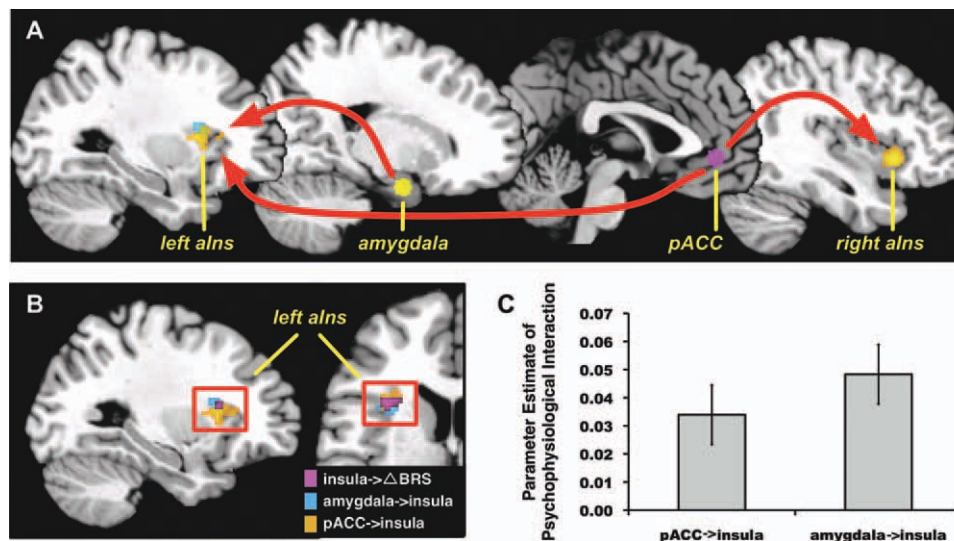 A
left aIns
amygdala
pACC
right aIns
B
left aIns
insula->△BRS
amygdala->insula
pACC->insula
C
Parameter Estimate of
Psychophysiological Interaction
0.07
0.06
0.05
0.04
0.03
0.02
0.01
0.00
pACC->insula
amygdala->insula